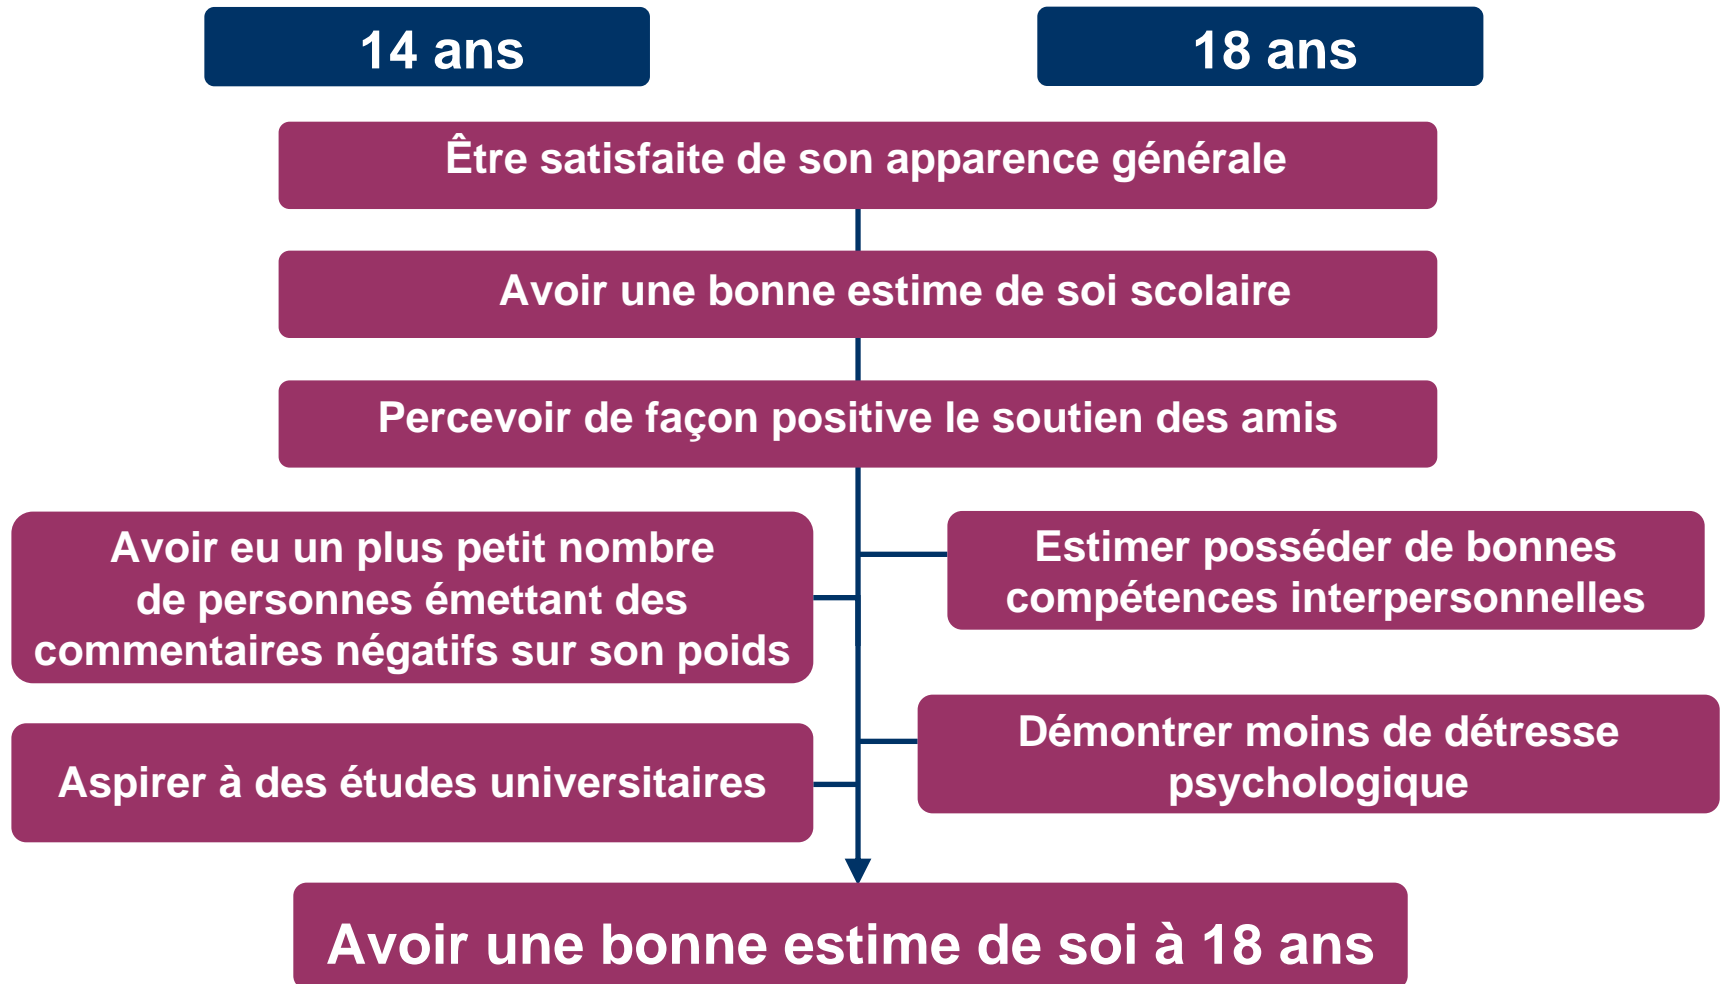 14 ans
18 ans
Être satisfaite de son apparence générale
Avoir une bonne estime de soi scolaire
Percevoir de façon positive le soutien des amis
Avoir eu un plus petit nombre
de personnes émettant des
commentaires négatifs sur son poids
Estimer posséder de bonnes
compétences interpersonnelles
Aspirer à des études universitaires
Démontrer moins de détresse
psychologique
Avoir une bonne estime de soi à 18 ans